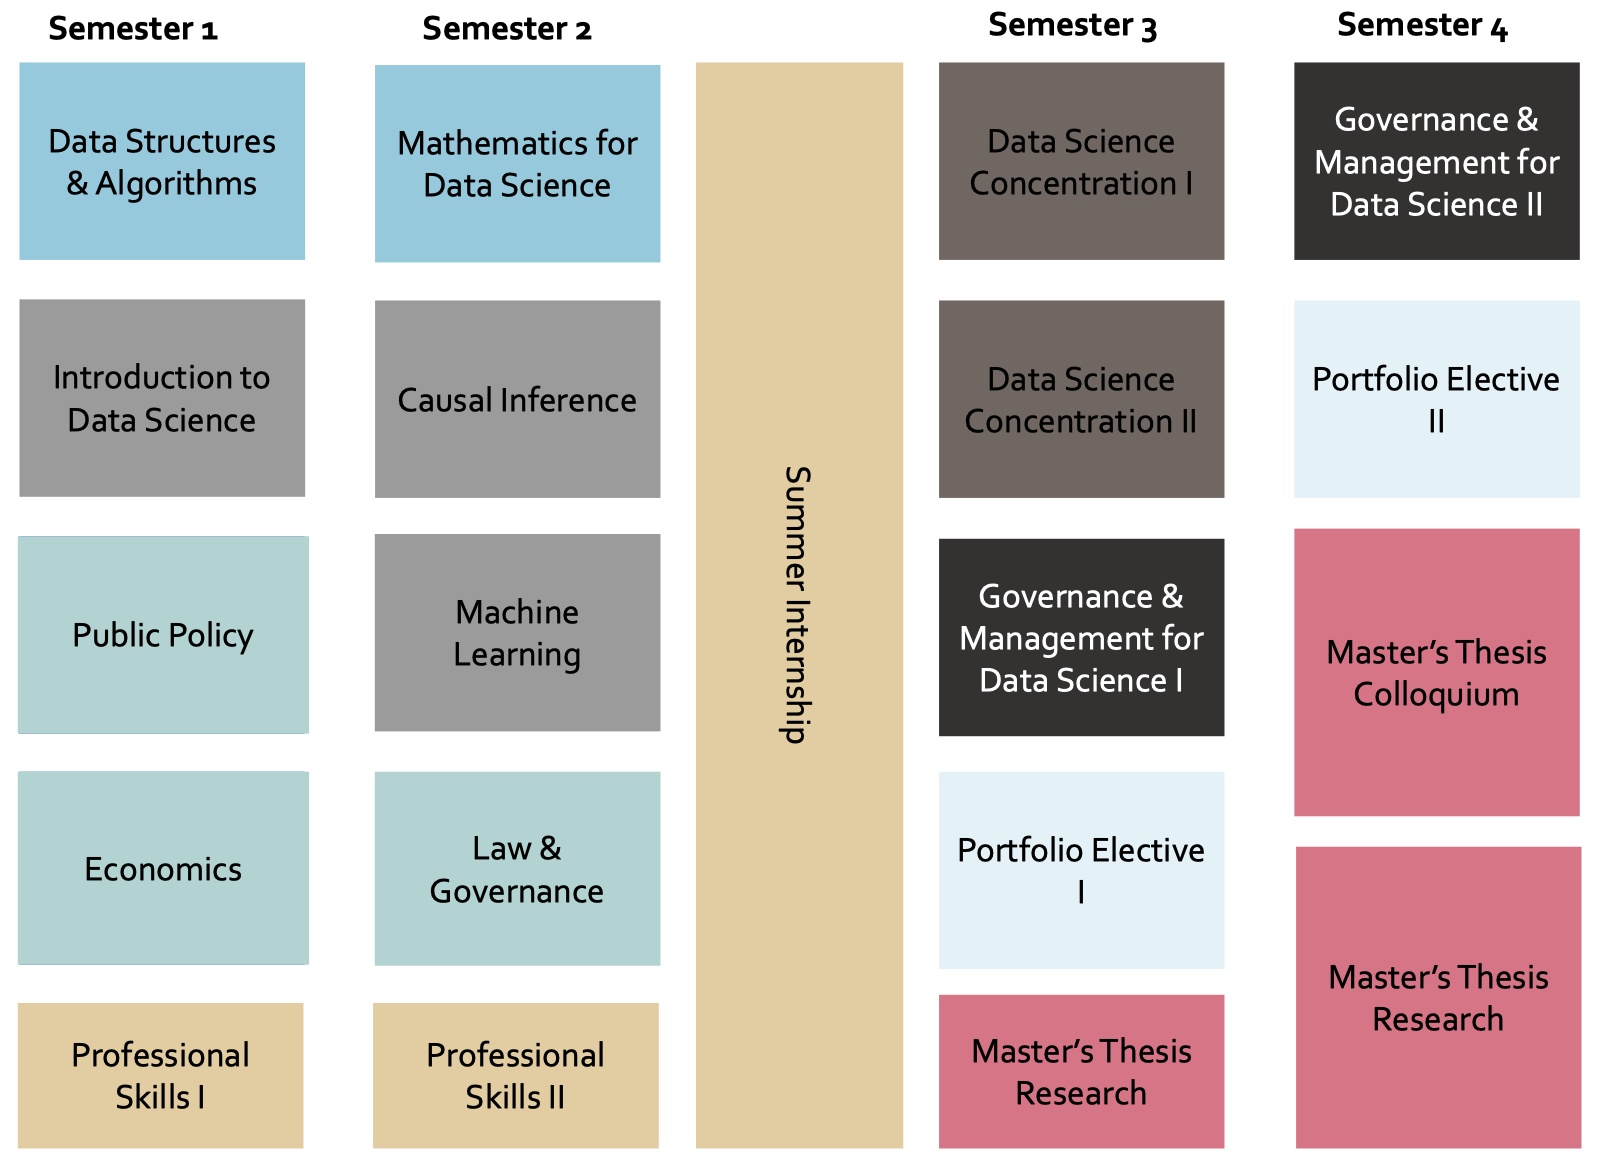 Semester 1
Data Structures
& Algorithms
Introduction to
Data Science
Public Policy
Economics
Professional
Skills I
Semester 2
Mathematics for
Data Science
Causal Inference
Machine
Learning
Law &
Governance
Professional
Skills II
Summer Internship
Semester 3
Data Science
Concentration I
Data Science
Concentration II
Governance &
Management for
Data Science I
Portfolio Elective
I
Master’s Thesis
Research
Semester 4
Governance &
Management for
Data Science II
Portfolio Elective
II
Master’s Thesis
Colloquium
Master’s Thesis
Research